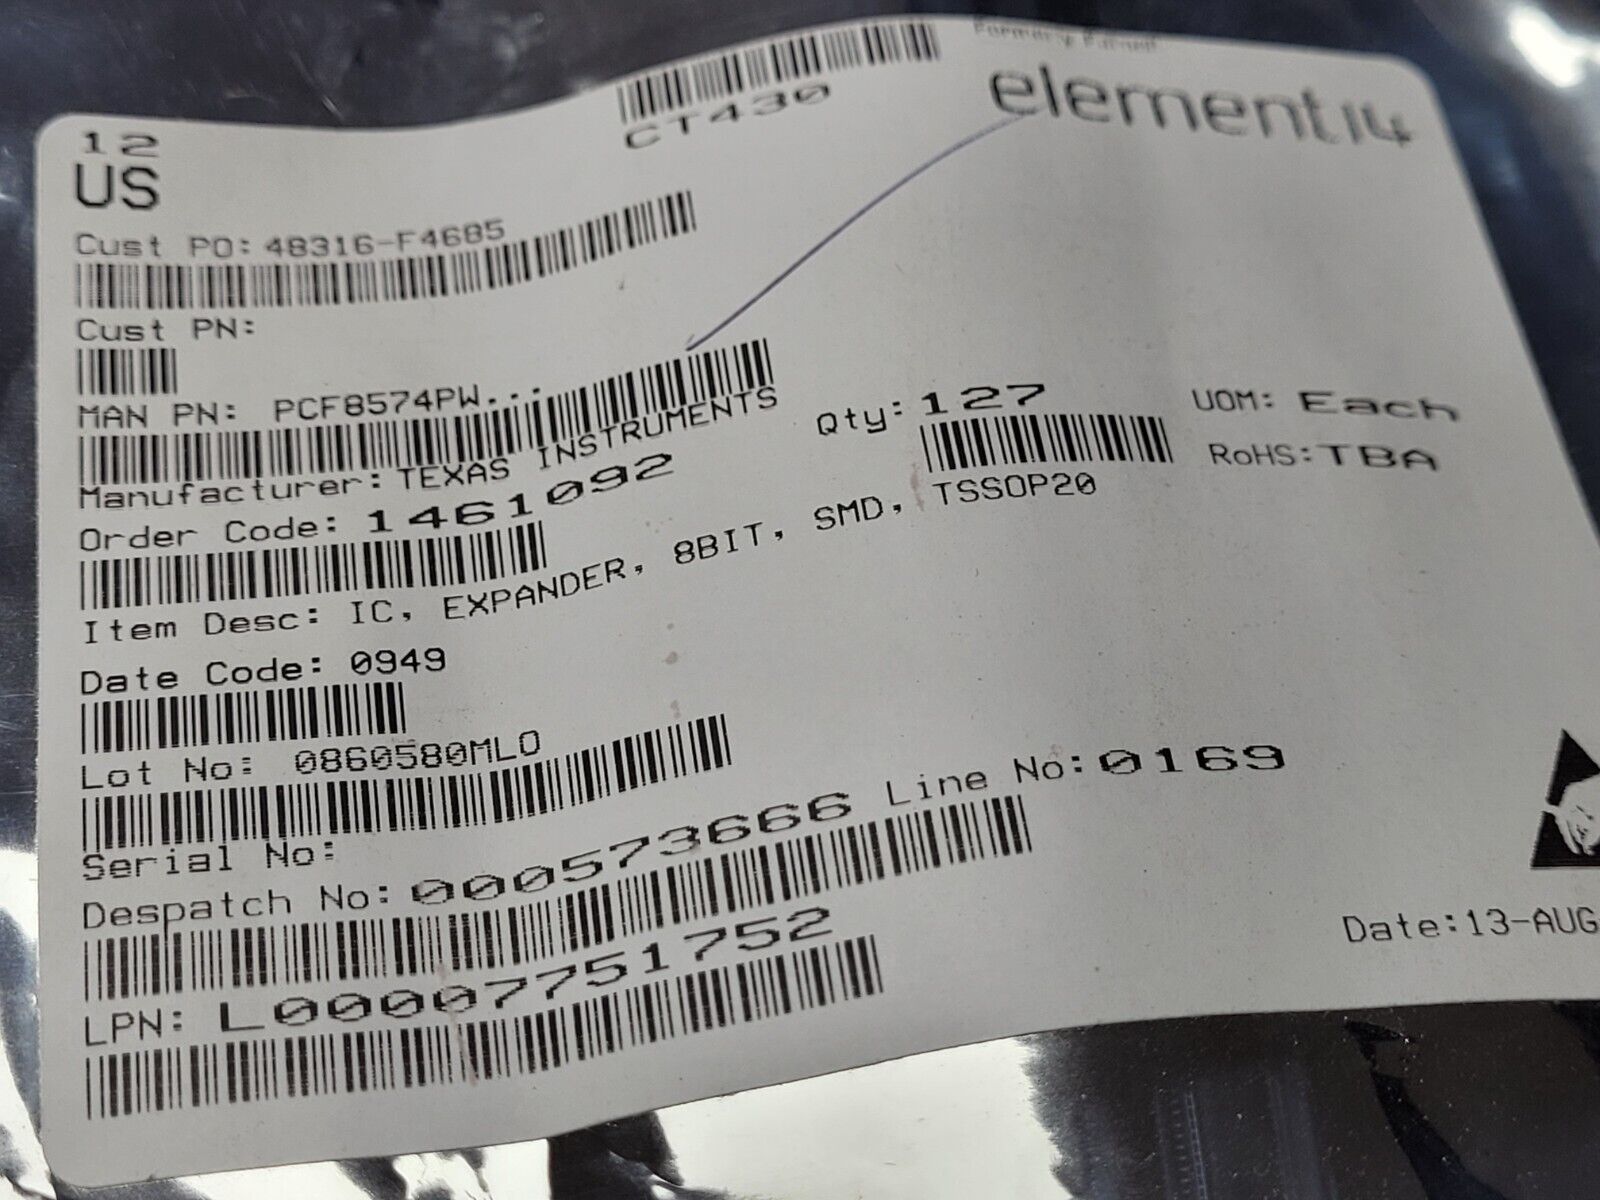 Formerly Farnell
element14
CT430
12
US
Cust PO: 48316-F4685
Cust PN:
MAN PN: PCF8574PW...
Manufacturer: TEXAS INSTRUMENTS
Qty: 127
UOM: Each
RoHS: TBA
Order Code: 1461092
Item Desc: IC, EXPANDER, 8BIT, SMD, TSSOP20
Date Code: 0949
Lot No: 0860580ML0
Serial No:
Despatch No: 000573666 Line No: 0169
LPN: L00007751752
Date:13-AUG